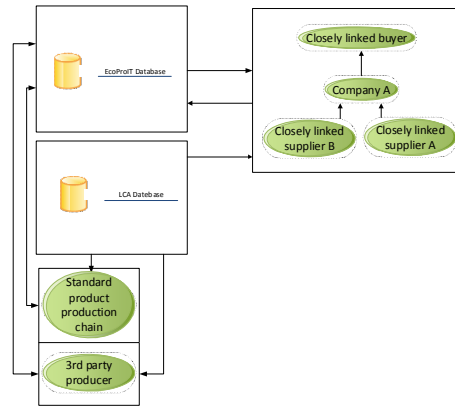 EcoProIT Database
Closely linked buyer
Company A
Closely linked
supplier B
Closely linked
supplier A
LCA Datebase
Standard
product
production
chain
3rd party
producer